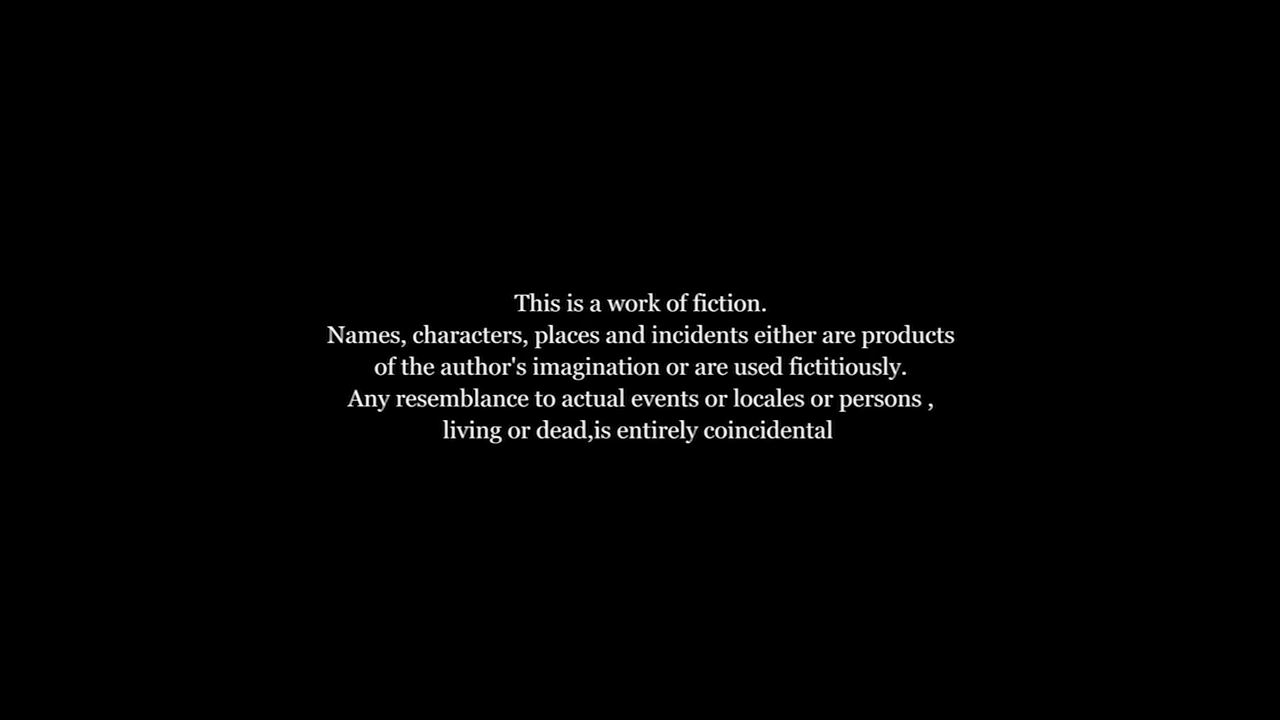 This is a work of fiction.
Names, characters, places and incidents either are products
of the author's imagination or are used fictitiously.
Any resemblance to actual events or locales or persons ,
living or dead,is entirely coincidental